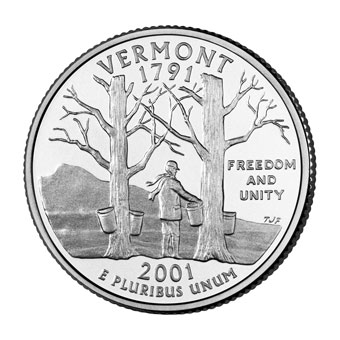 VERMONT
1791
FREEDOM
AND
UNITY
TJF
2001
E PLURIBUS UNUM